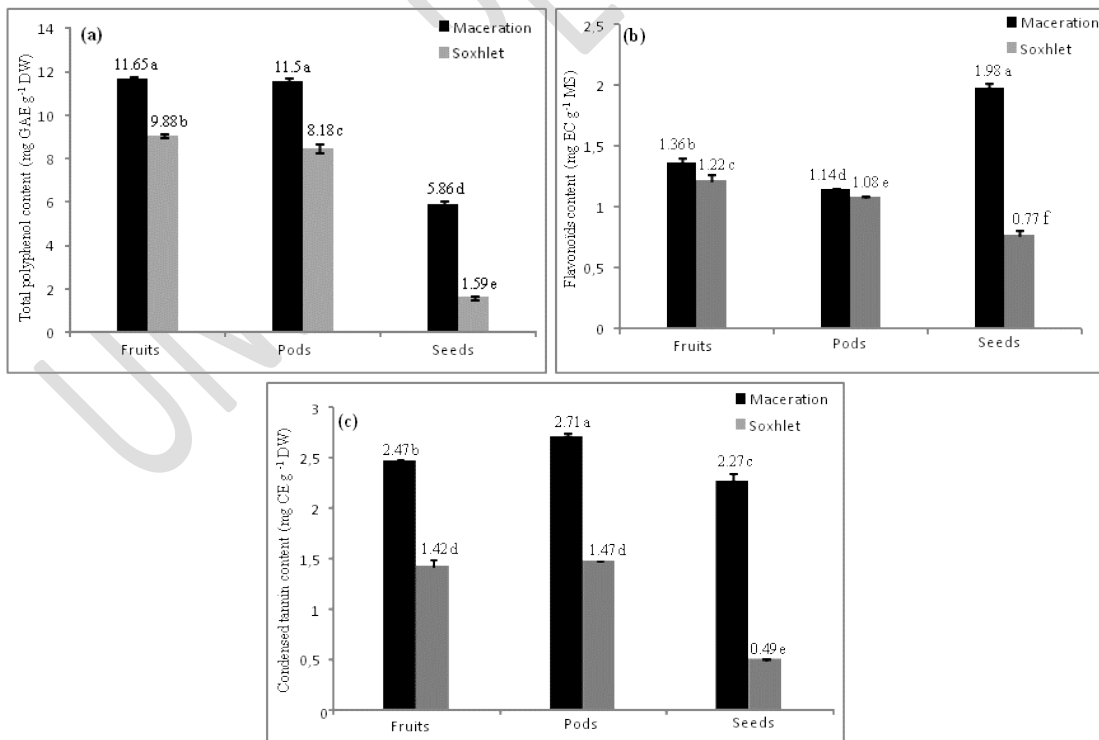 (a)
Maceration
Soxhlet
Total polyphenol content (mg GAE g-1 DW)
14
12
10
8
6
4
2
0
11.65 a
9.88 b
11.5 a
8.18 c
5.86 d
1.59 e
Fruits Pods Seeds
(b)
Maceration
Soxhlet
Flavonoïds content (mg EC g-1 MS)
2,5
2
1,5
1
0,5
0
1.36 b
1.22 c
1.14 d
1.08 e
1.98 a
0.77 f
Fruits Pods Seeds
(c)
Maceration
Soxhlet
Condensed tannin content (mg CE g-1 DW)
3
2,5
2
1,5
1
0,5
0
2.47 b
1.42 d
2.71 a
1.47 d
2.27 c
0.49 e
Fruits Pods Seeds